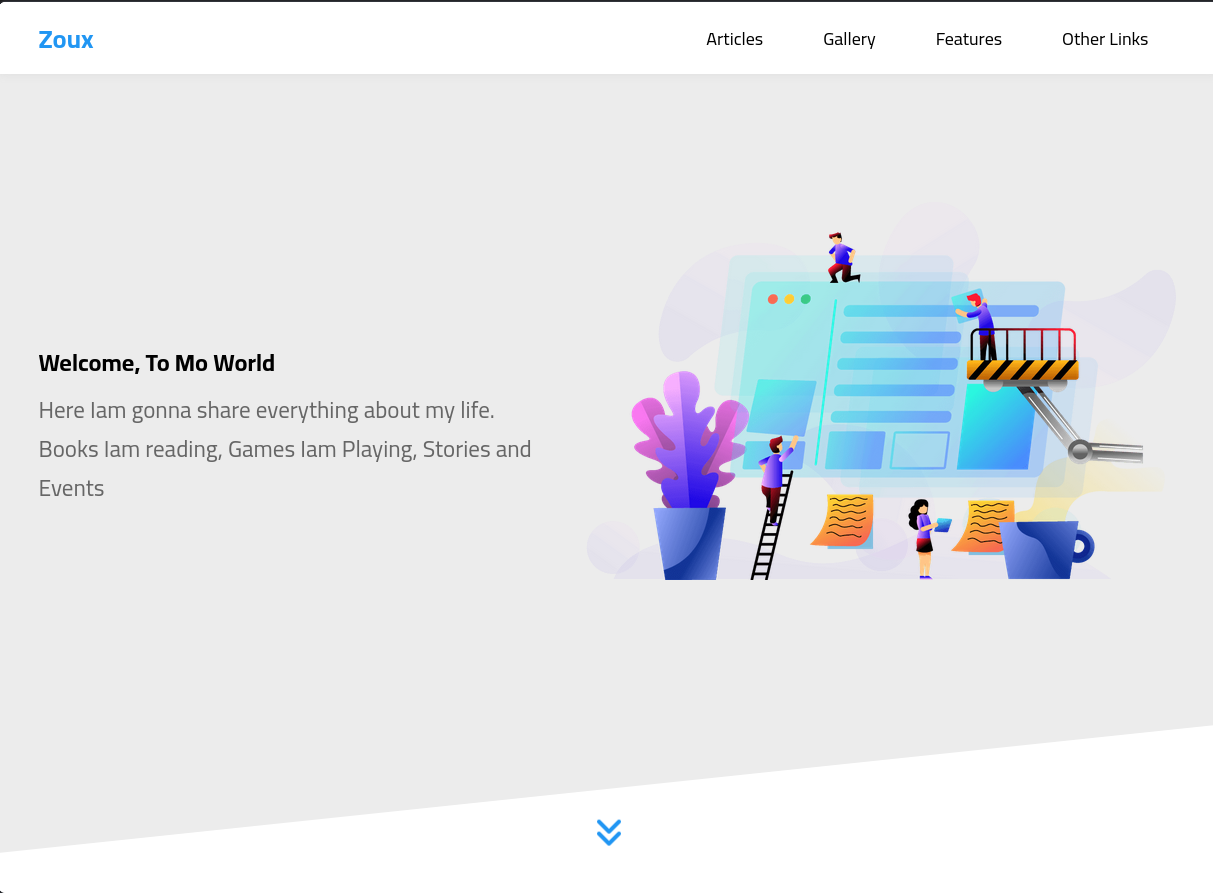 Zoux
Articles
Gallery
Features
Other Links
Welcome, To Mo World
Here Iam gonna share everything about my life.
Books Iam reading, Games Iam Playing, Stories and
Events